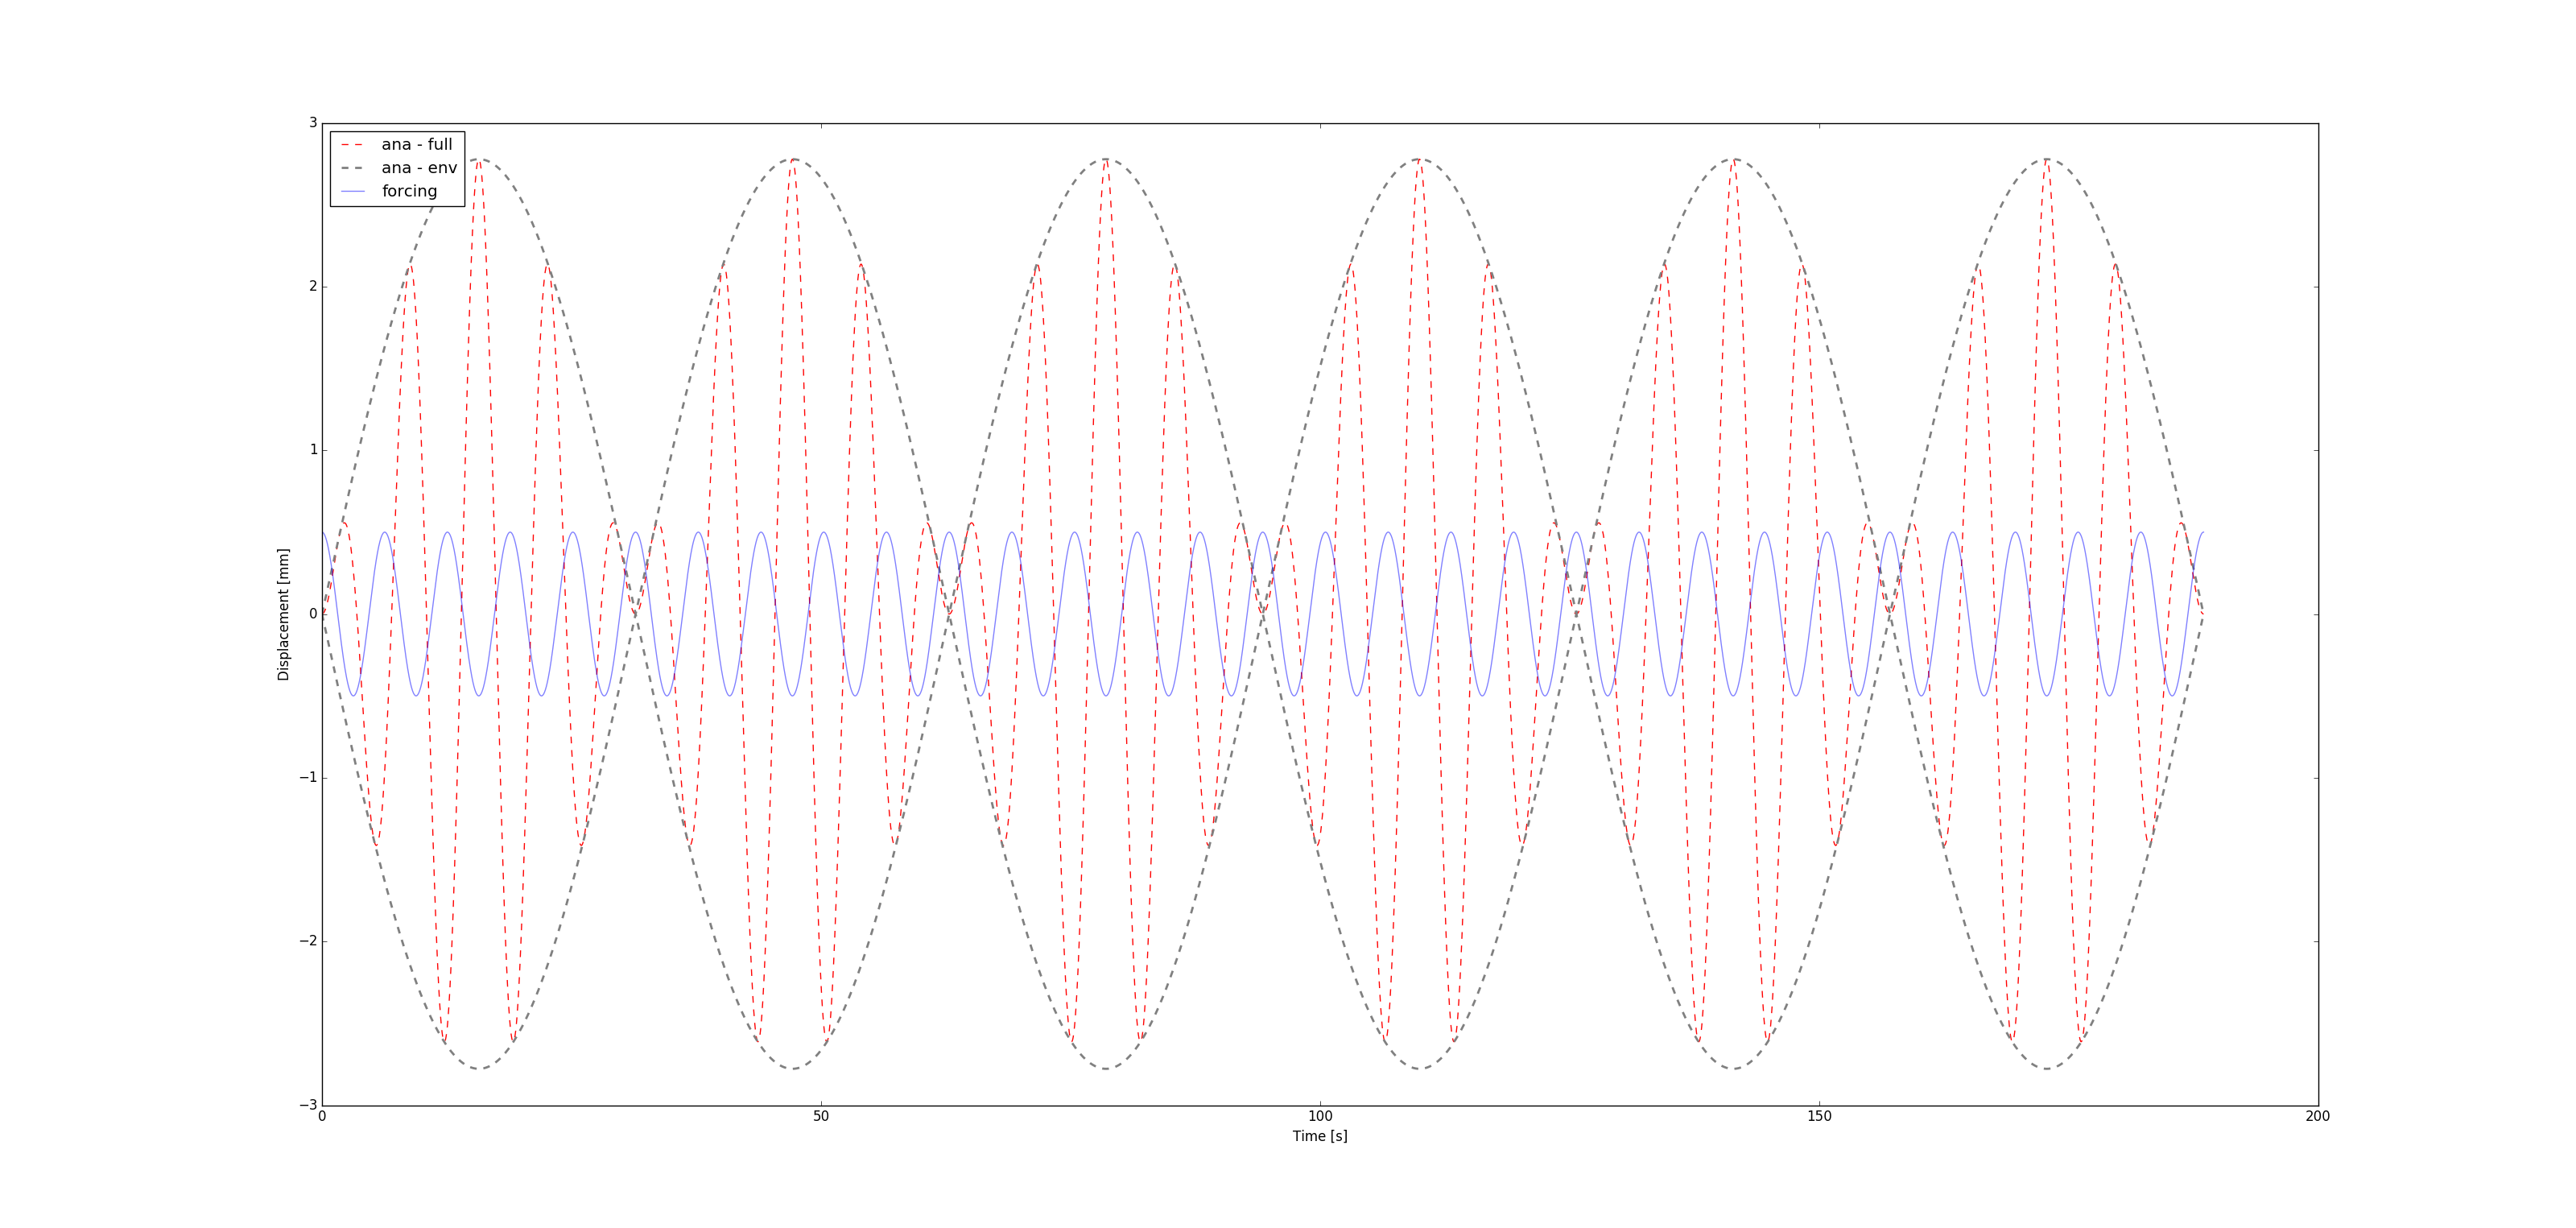 3
ana - full
ana - env
forcing
2
1
0
−1
−2
−3
Displacement [mm]
0
50
100
150
200
Time [s]